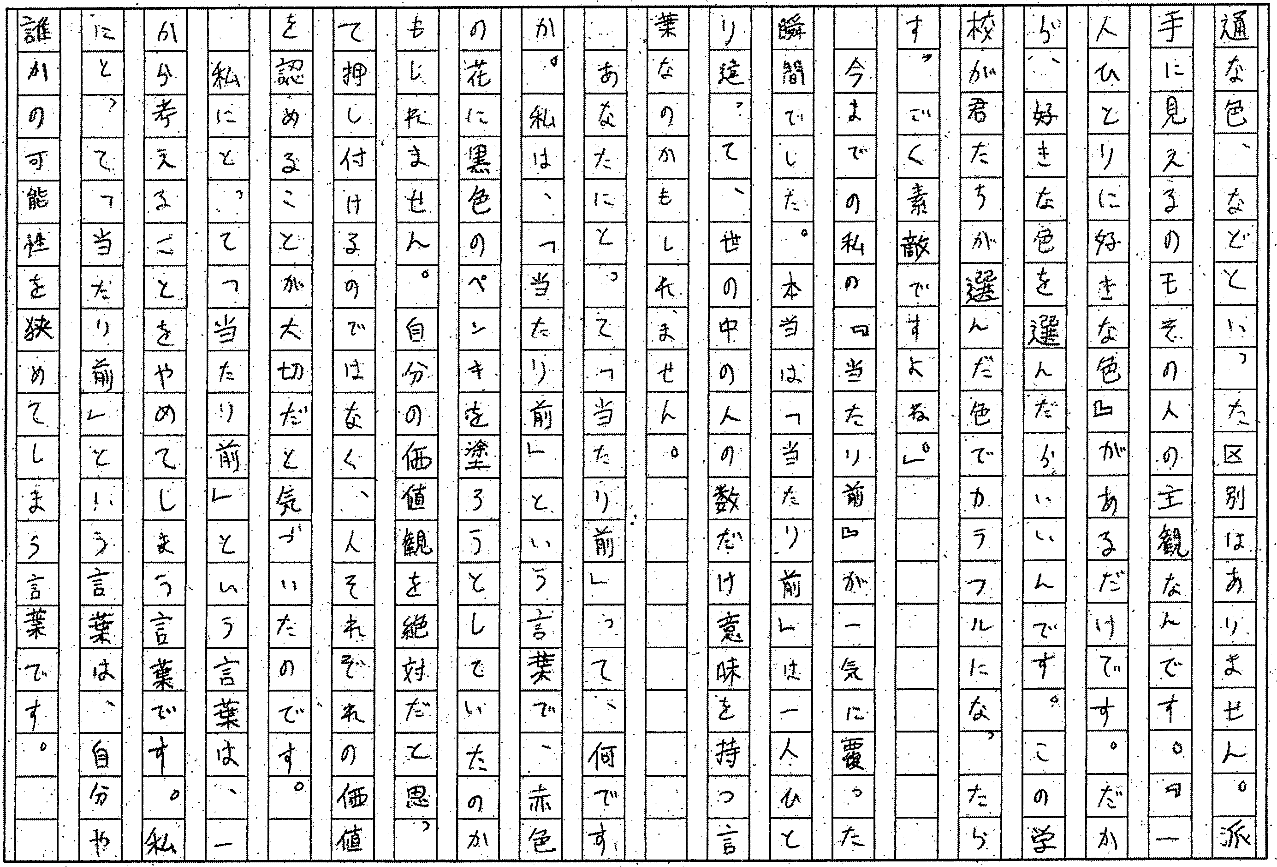 通な色、などといった区別はありません。派
手に見えるのもその人の主観なんです。『一
人ひとりに好きな色』があるだけです。だか
ら、好きな色を選んだらいいんです。この学
校が君たちが選んだ色でカラフルになったら
すっごく素敵ですよね。」
今までの私の『当たり前』が一気に覆った
瞬間でした。本当は「当たり前」は一人ひと
り違って、世の中の人の数だけ意味を持つ言
葉なのかもしれません。
あなたにとって「当たり前」って、何です
か。私は、「当たり前」という言葉で、赤色
の花に黒色のペンキを塗ろうとしていたのか
もしれません。自分の価値観を絶対だと思っ
て押し付けるのではなく、人それぞれの価値
を認めることが大切だと気づいたのです。
私にとって「当たり前」という言葉は、一
から考えることをやめてしまう言葉です。私
にとって「当たり前」という言葉は、自分や
誰かの可能性を狭めてしまう言葉です。